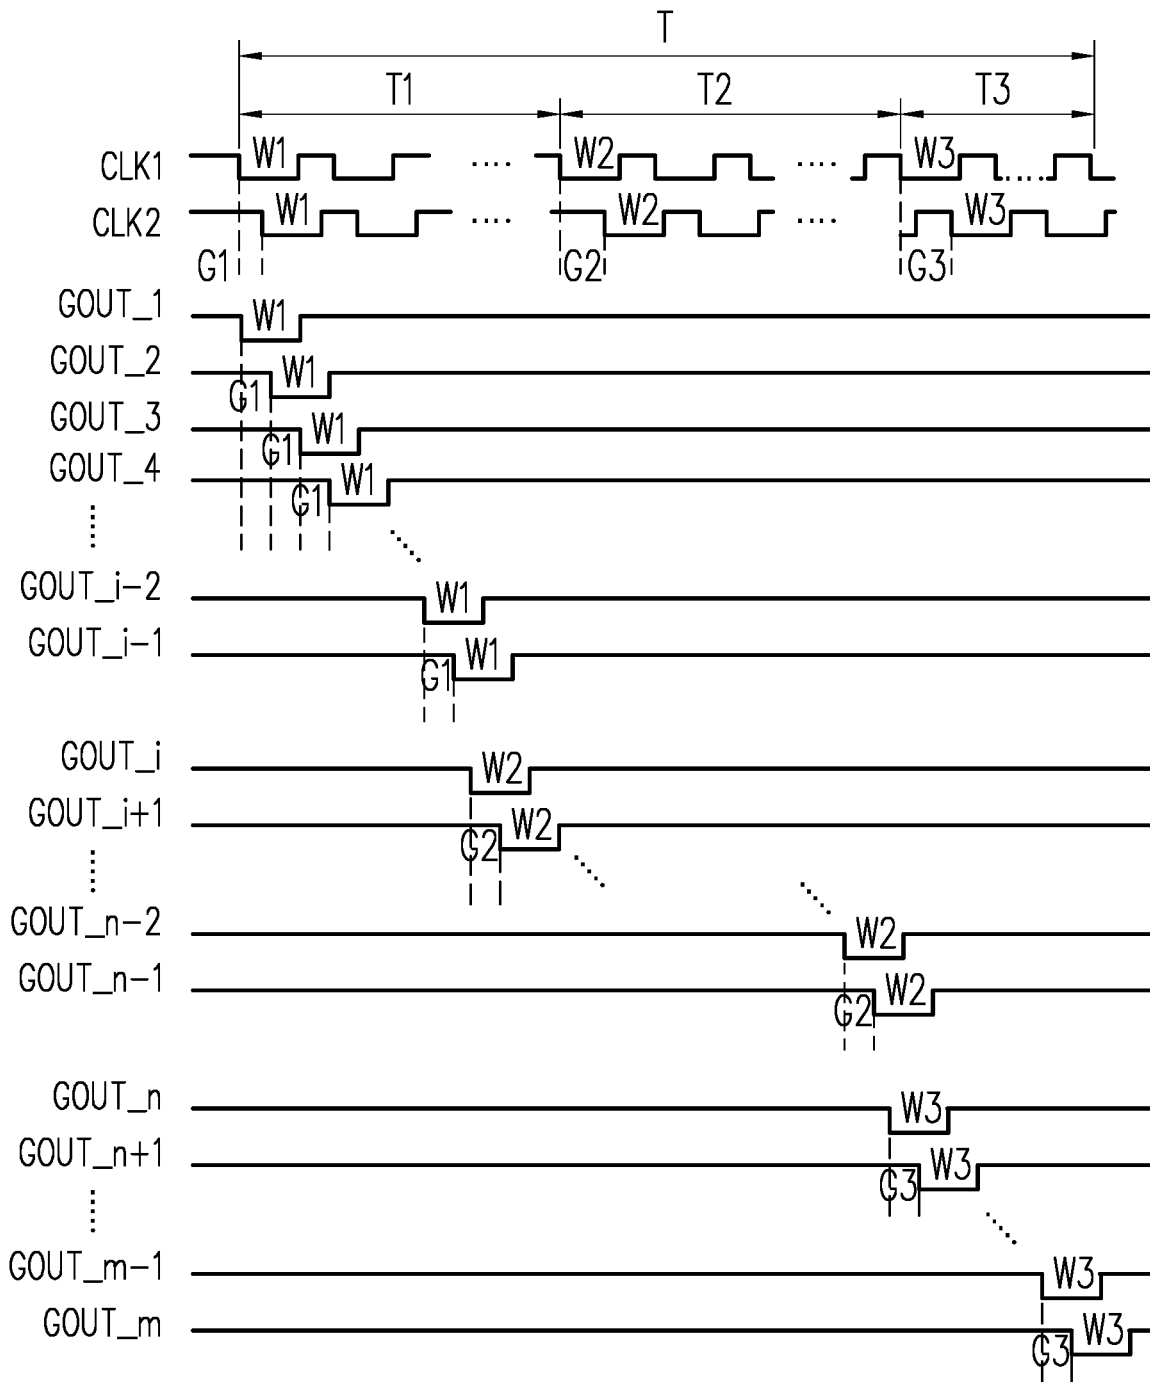 T
T1 T2 T3
CLK1 W1 .... W2 .... W3 .....
CLK2 W1 .... W2 .... W3
G1 G2 G3
GOUT_1 W1
GOUT_2 W1
G1
GOUT_3 W1
G1
GOUT_4 W1
G1
GOUT_i-2 W1
GOUT_i-1 W1
G1
GOUT_i W2
GOUT_i+1 W2
G2
GOUT_n-2 W2
GOUT_n-1 W2
G2
GOUT_n W3
GOUT_n+1 W3
G3
GOUT_m-1 W3
GOUT_m W3
G3